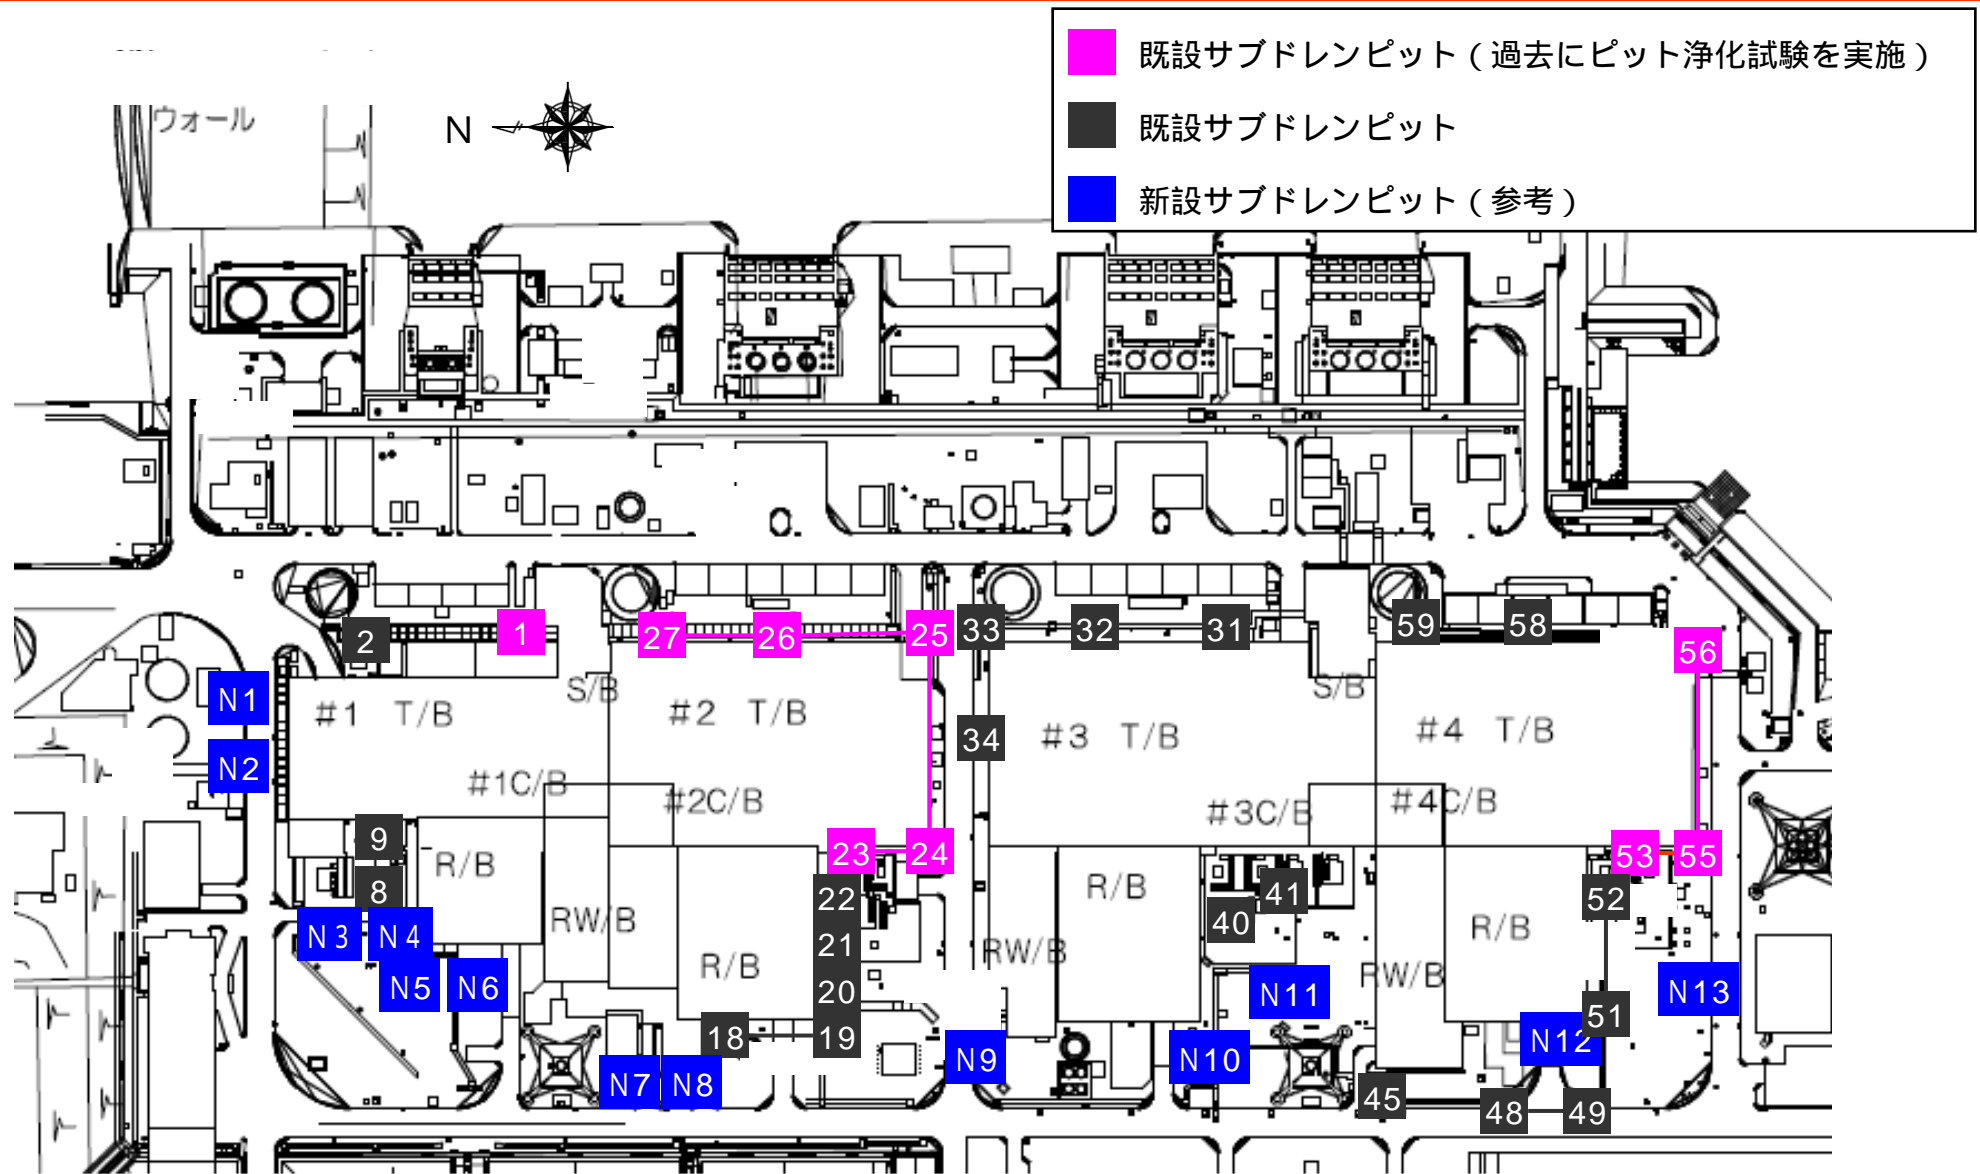 既設サブドレンピット(過去にピット浄化試験を実施)
既設サブドレンピット
新設サブドレンピット(参考)
ウォール
N
2
1
27
26
25
33
32
31
59
58
56
N1
#1 T/B
S/B
#2 T/B
34
#3 T/B
S/B
#4 T/B
N2
#1C/B
#2C/B
#3C/B
#4C/B
9
R/B
23
24
53
55
8
22
R/B
41
52
N3
N4
RW/B
21
RW/B
40
R/B
N5
N6
R/B
20
N11
RW/B
N13
18
19
N9
N10
N12
51
N7
N8
45
48
49